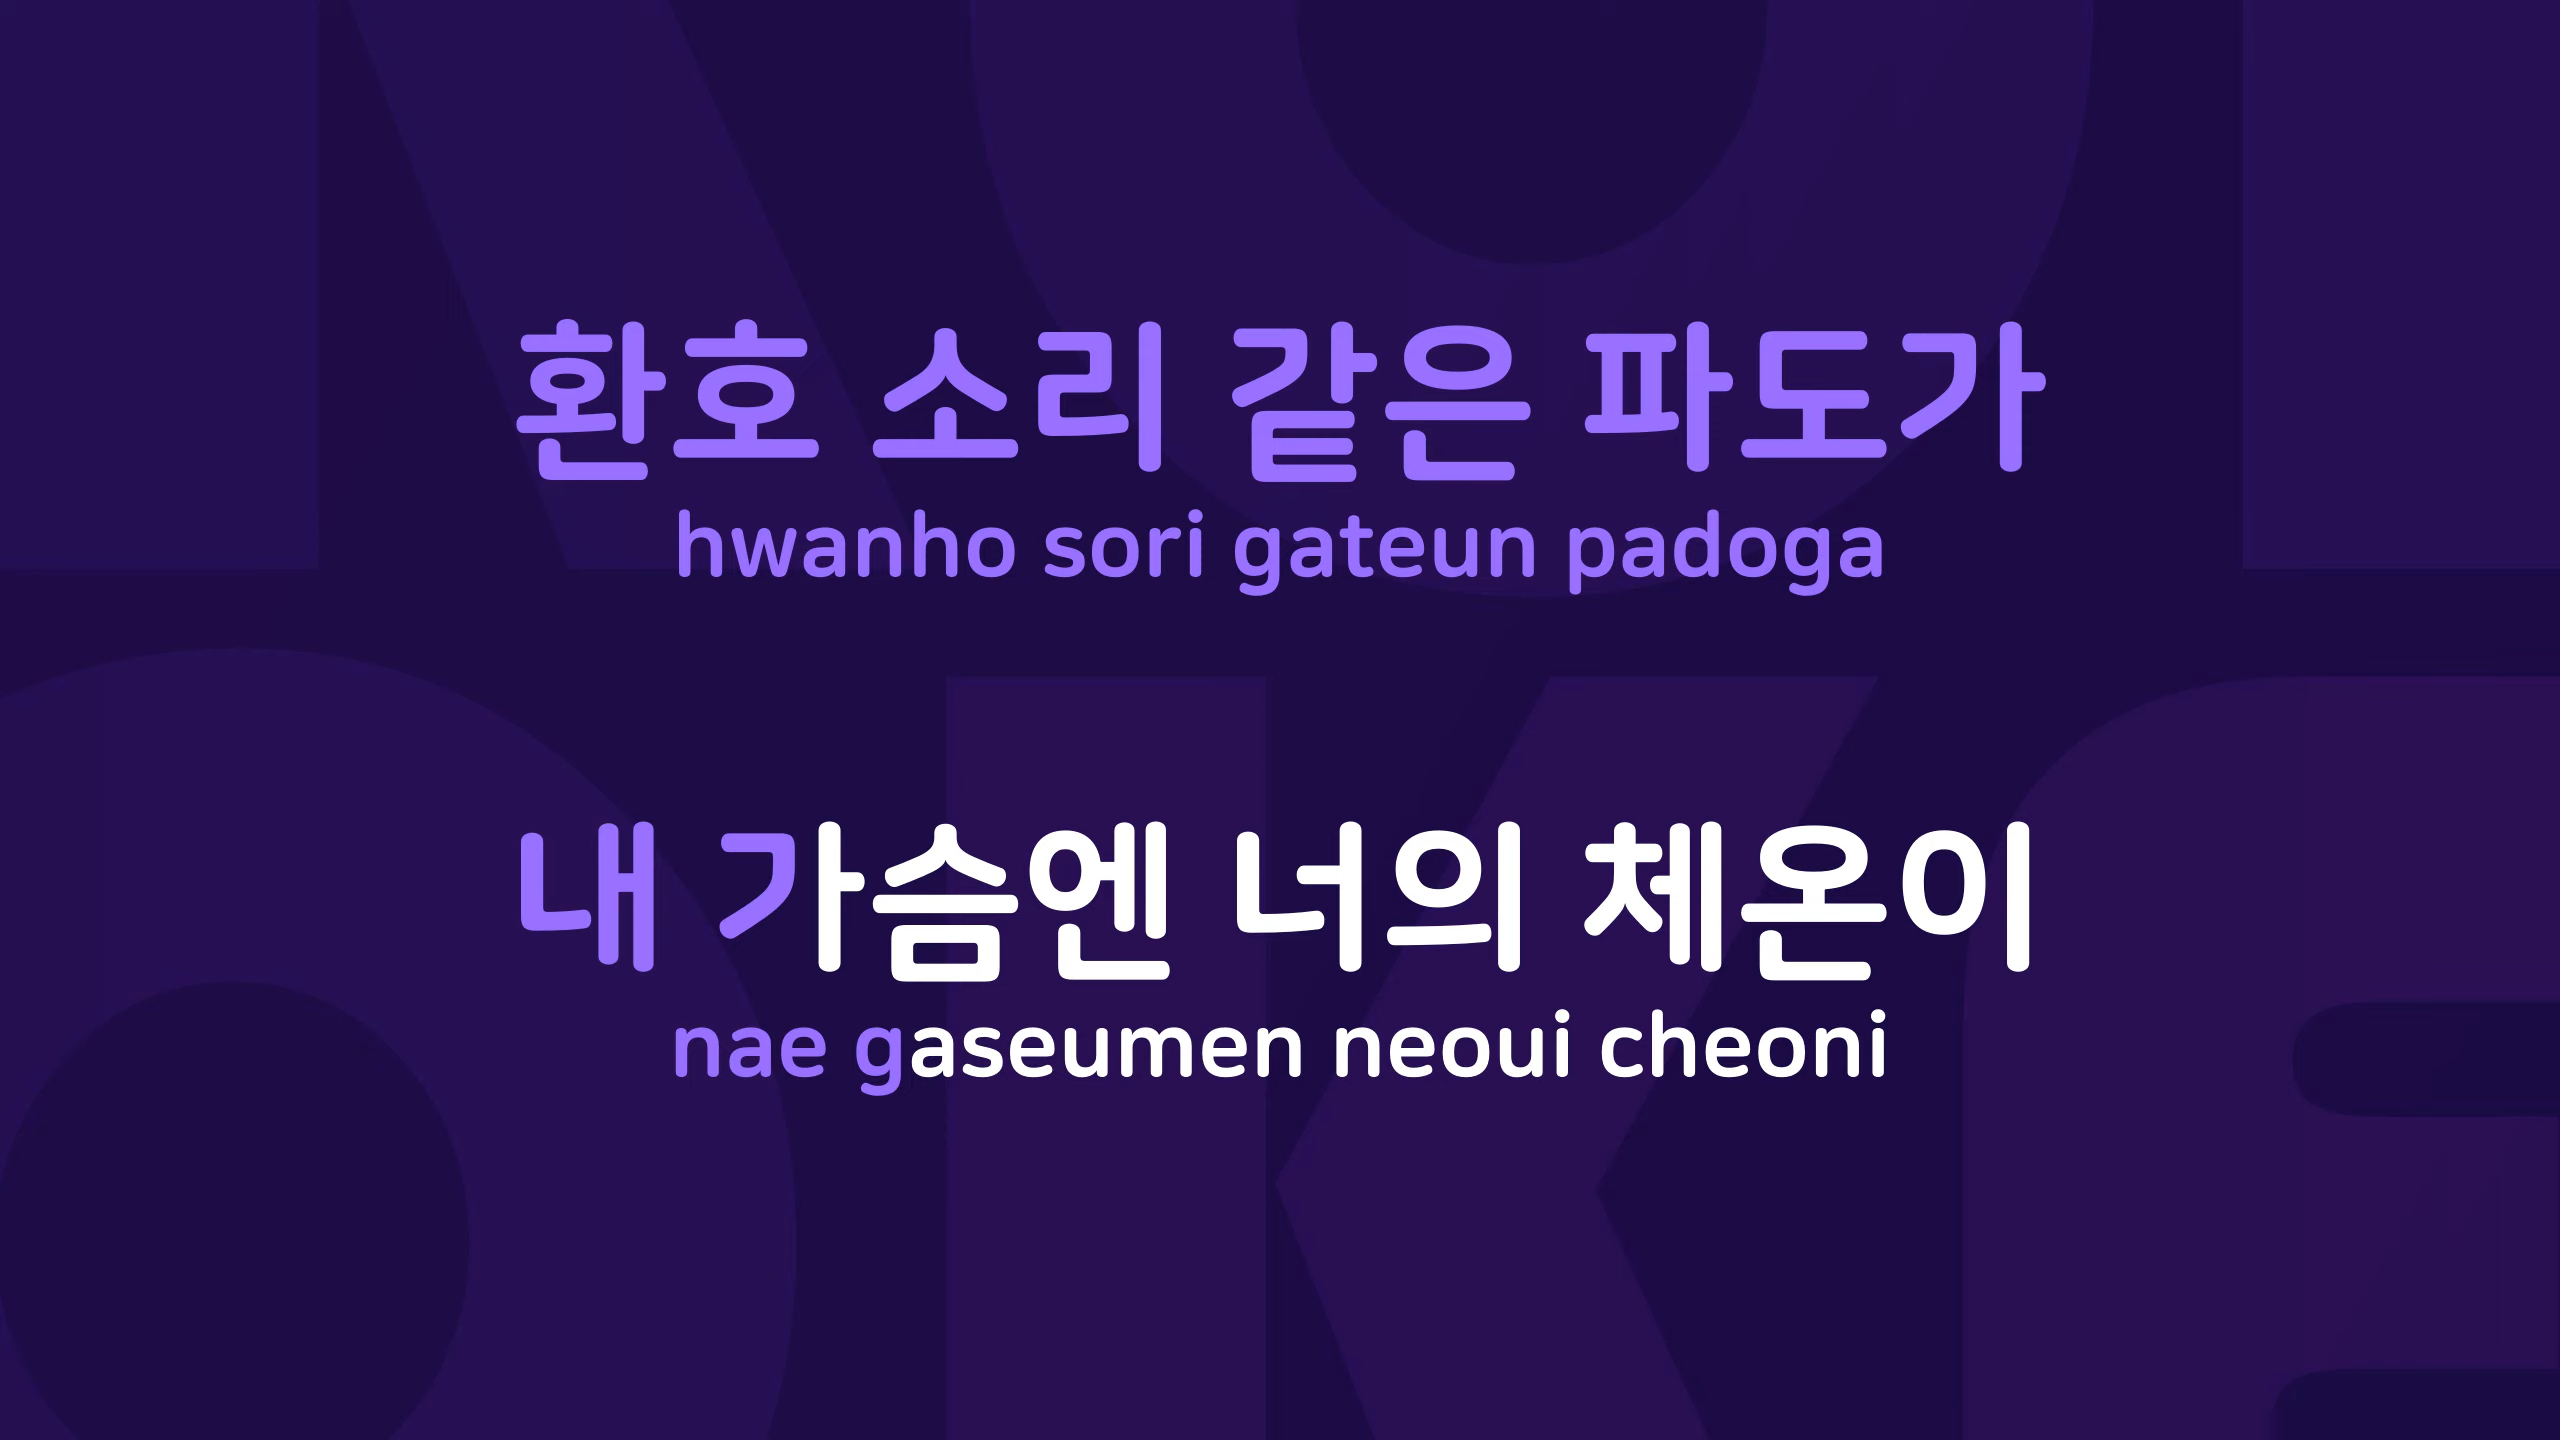 환호 소리 같은 파도가
hwanho sori gateun padoga
내 가슴엔 너의 체온이
nae gaseumen neoui cheoni